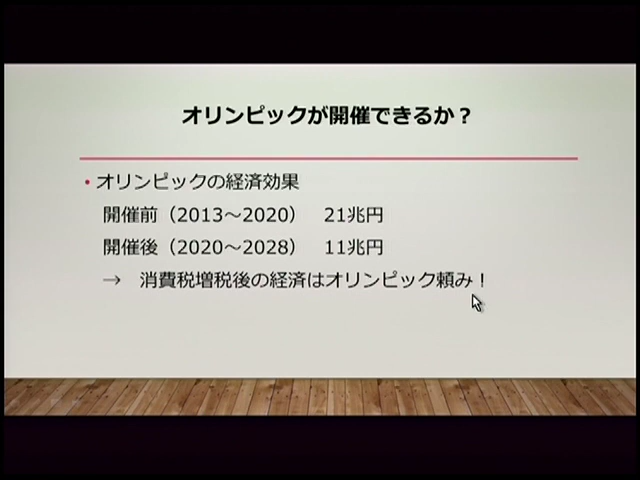 オリンピックが開催できるか？
• オリンピックの経済効果
開催前（2013～2020）　21兆円
開催後（2020～2028）　11兆円
→　消費税増税後の経済はオリンピック頼み！